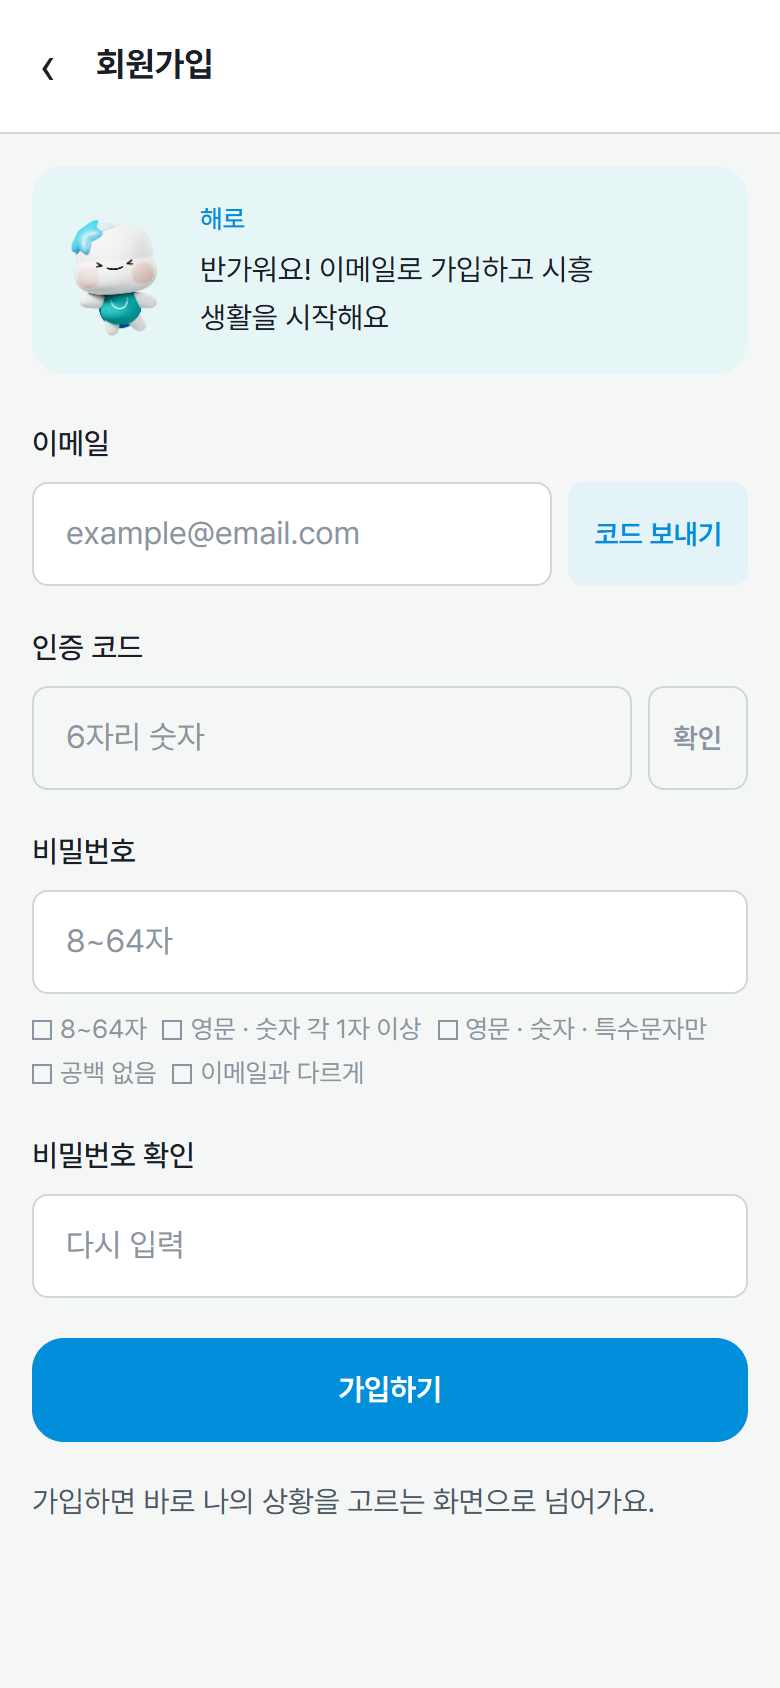 ‹ 회원가입
해로
반가워요! 이메일로 가입하고 시흥
생활을 시작해요
이메일
example@email.com
코드 보내기
인증 코드
6자리 숫자
확인
비밀번호
8~64자
□ 8~64자 □ 영문 · 숫자 각 1자 이상 □ 영문 · 숫자 · 특수문자만
□ 공백 없음 □ 이메일과 다르게
비밀번호 확인
다시 입력
가입하기
가입하면 바로 나의 상황을 고르는 화면으로 넘어가요.